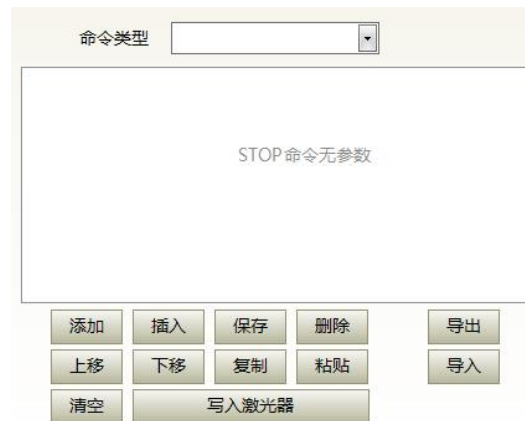 命令类型
STOP命令无参数
添加 插入 保存 删除 导出
上移 下移 复制 粘贴 导入
清空 写入激光器